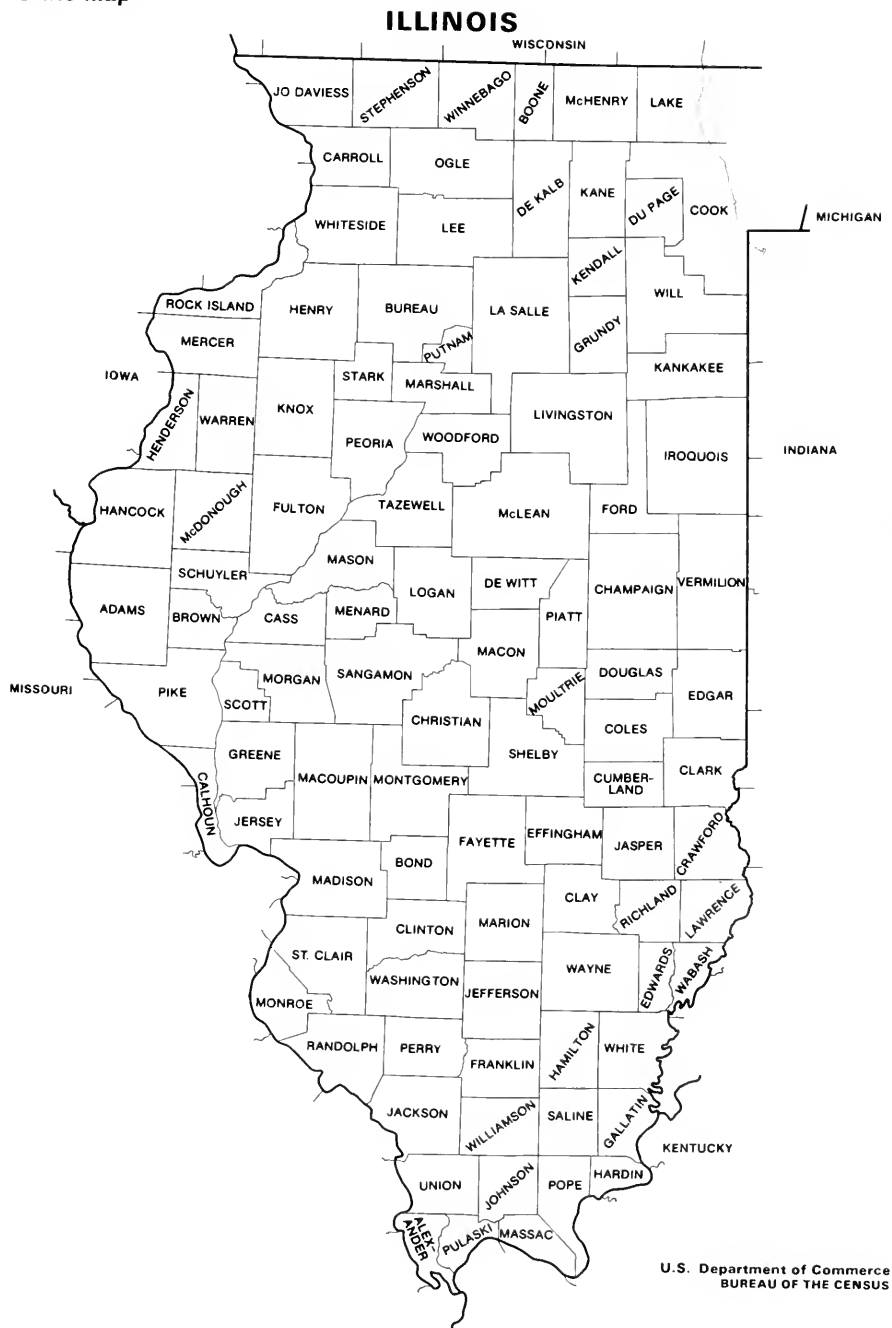 ILLINOIS
WISCONSIN
JO DAVIESS
STEPHENSON
WINNEBAGO
BOONE
McHENRY
LAKE
CARROLL
OGLE
DE KALB
KANE
DU PAGE
COOK
MICHIGAN
WHITESIDE
LEE
KENDALL
WILL
ROCK ISLAND
HENRY
BUREAU
LA SALLE
GRUNDY
MERCER
PUTNAM
KANKAKEE
IOWA
STARK
MARSHALL
HENDERSON
WARREN
KNOX
PEORIA
WOODFORD
LIVINGSTON
IROQUOIS
INDIANA
HANCOCK
McDONOUGH
FULTON
TAZEWELL
McLEAN
FORD
MASON
SCHUYLER
LOGAN
DE WITT
CHAMPAIGN
VERMILION
ADAMS
BROWN
CASS
MENARD
PIATT
MACON
MISSOURI
PIKE
SCOTT
MORGAN
SANGAMON
CHRISTIAN
MOULTRIE
DOUGLAS
EDGAR
COLES
GREENE
MACOUPIN
MONTGOMERY
SHELBY
CUMBER-
LAND
CLARK
CALHOUN
JERSEY
FAYETTE
EFFINGHAM
JASPER
CRAWFORD
MADISON
BOND
CLAY
RICHLAND
LAWRENCE
CLINTON
MARION
ST. CLAIR
WASHINGTON
JEFFERSON
WAYNE
EDWARDS
WABASH
MONROE
RANDOLPH
PERRY
FRANKLIN
HAMILTON
WHITE
JACKSON
WILLIAMSON
SALINE
GALLATIN
KENTUCKY
UNION
JOHNSON
POPE
HARDIN
ALEX-
ANDER
PULASKI
MASSAC
U.S. Department of Commerce
BUREAU OF THE CENSUS